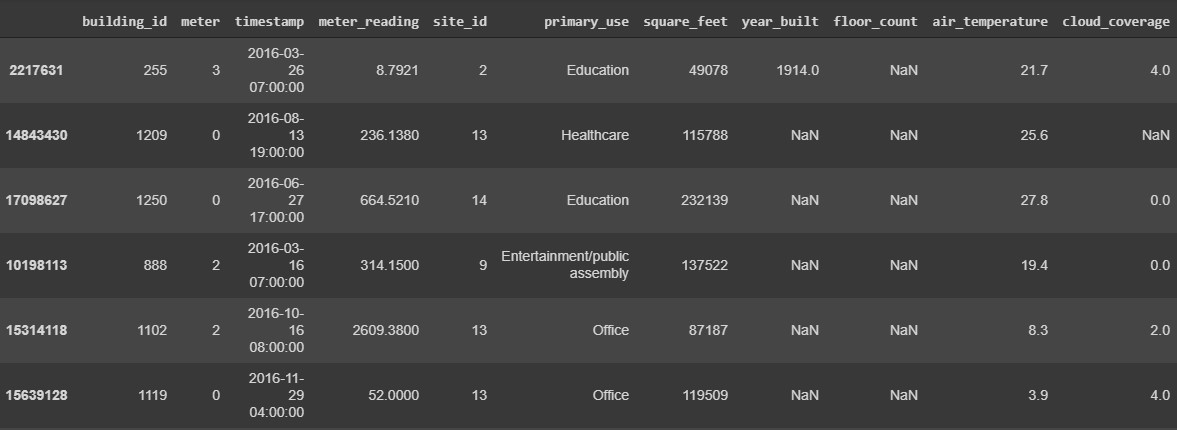 building_id meter timestamp meter_reading site_id primary_use square_feet year_built floor_count air_temperature cloud_coverage
2016-03-
2217631 255 3 26 8.7921 2 Education 49078 1914.0 NaN 21.7 4.0
07:00:00
2016-08-
14843430 1209 0 13 236.1380 13 Healthcare 115788 NaN NaN 25.6 NaN
19:00:00
2016-06-
17098627 1250 0 27 664.5210 14 Education 232139 NaN NaN 27.8 0.0
17:00:00
2016-03-
Entertainment/public
10198113 888 2 16 314.1500 9 137522 NaN NaN 19.4 0.0
assembly
07:00:00
2016-10-
15314118 1102 2 16 2609.3800 13 Office 87187 NaN NaN 8.3 2.0
08:00:00
2016-11-
15639128 1119 0 29 52.0000 13 Office 119509 NaN NaN 3.9 4.0
04:00:00